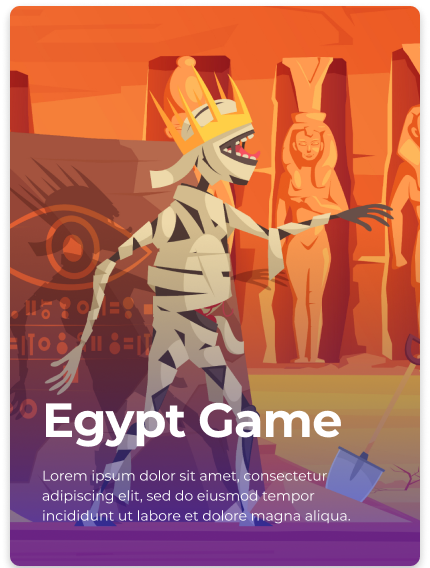 Egypt Game
Lorem ipsum dolor sit amet, consectetur
adipiscing elit, sed do eiusmod tempor
incididunt ut labore et dolore magna aliqua.